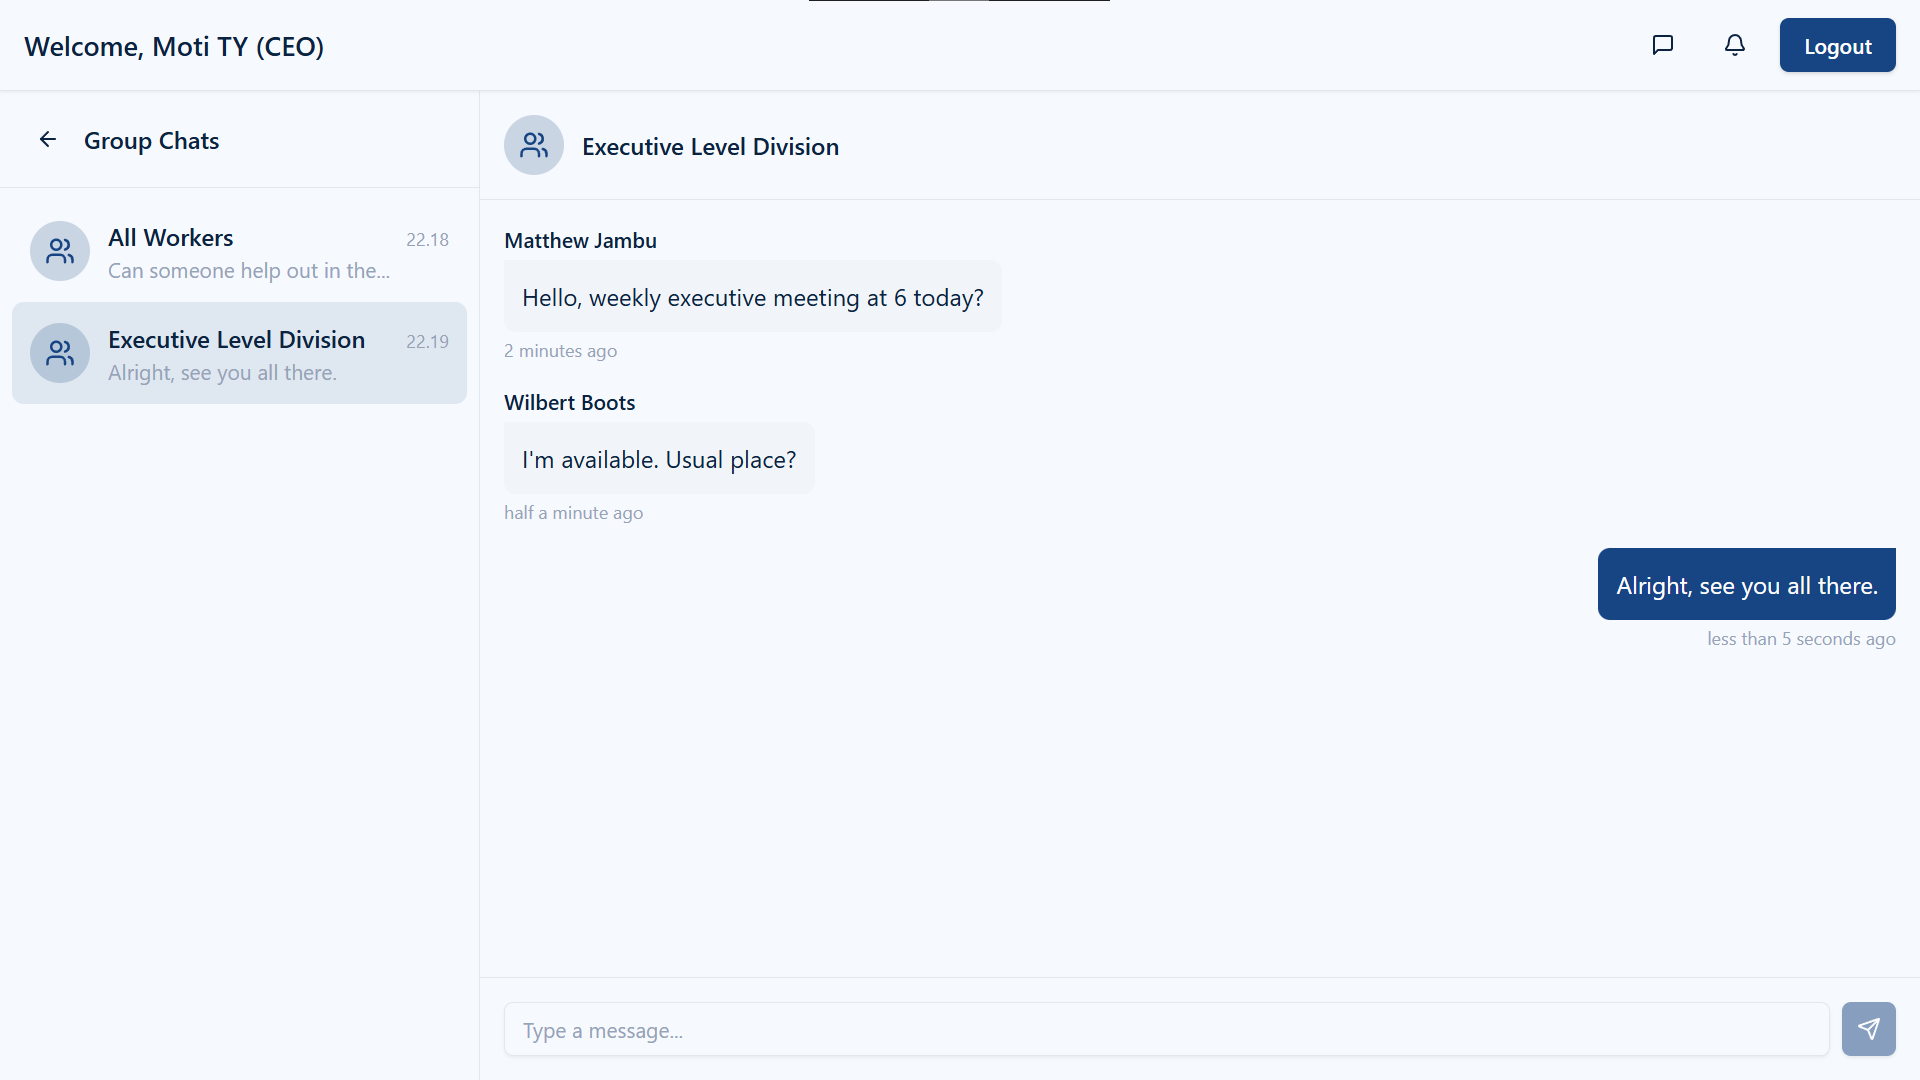 Welcome, Moti TY (CEO)
Logout
Group Chats
All Workers
22.18
Can someone help out in the...
Executive Level Division
22.19
Alright, see you all there.
Executive Level Division
Matthew Jambu
Hello, weekly executive meeting at 6 today?
2 minutes ago
Wilbert Boots
I'm available. Usual place?
half a minute ago
Alright, see you all there.
less than 5 seconds ago
Type a message...